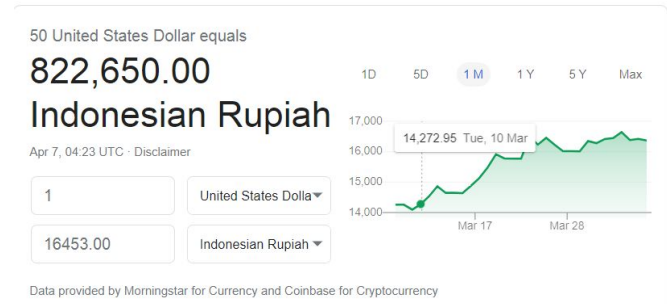 50 United States Dollar equals
822,650.00
Indonesian Rupiah
Apr 7, 04:23 UTC · Disclaimer
1 United States Dolla
16453.00 Indonesian Rupiah
1D 5D 1 M 1 Y 5 Y Max
17,000
14,272.95 Tue, 10 Mar
16,000
15,000
14,000
Mar 17 Mar 28
Data provided by Morningstar for Currency and Coinbase for Cryptocurrency